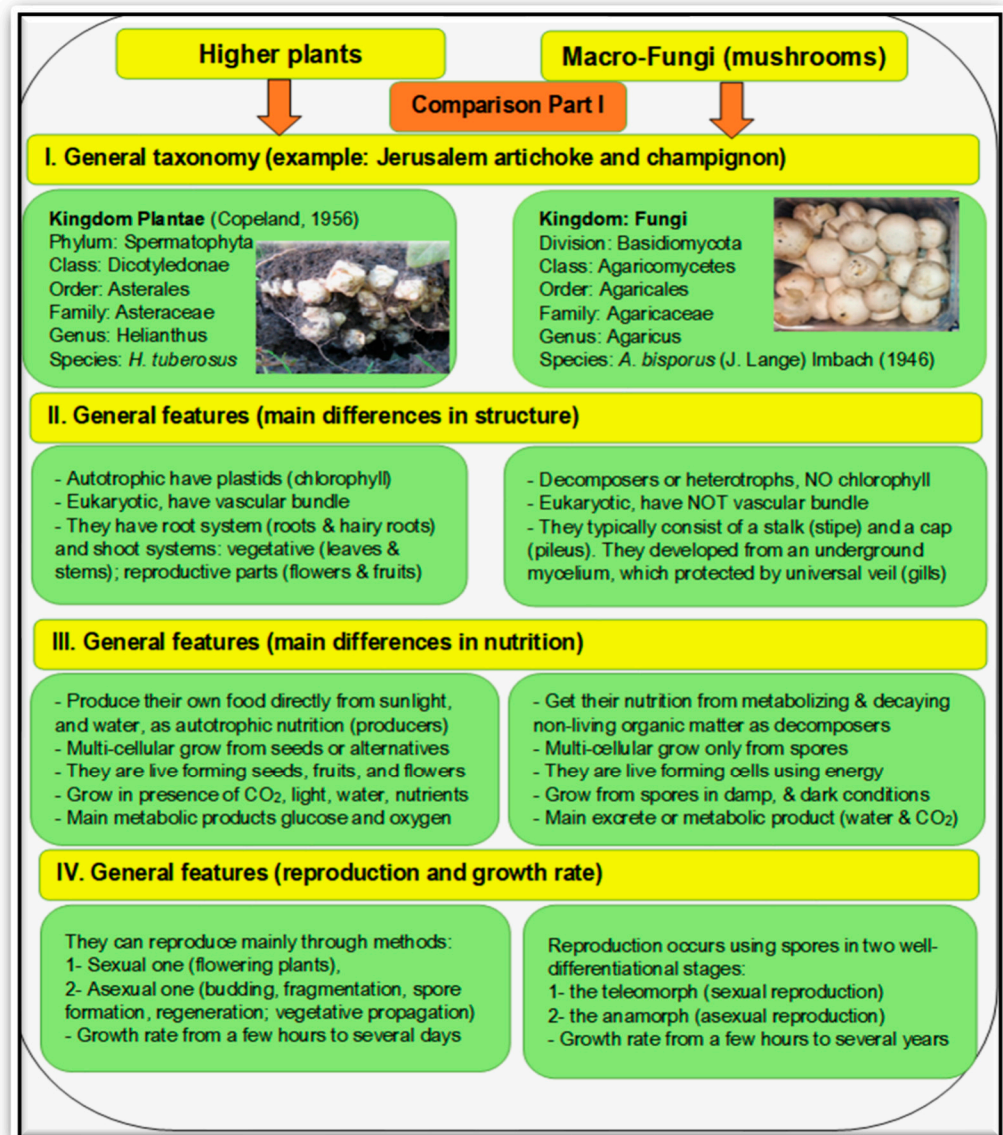 Higher plants
Macro-Fungi (mushrooms)
Comparison Part I
I. General taxonomy (example: Jerusalem artichoke and champignon)
Kingdom Plantae (Copeland, 1956)
Phylum: Spermatophyta
Class: Dicotyledonae
Order: Asterales
Family: Asteraceae
Genus: Helianthus
Species: H. tuberosus
Kingdom: Fungi
Division: Basidiomycota
Class: Agaricomycetes
Order: Agaricales
Family: Agaricaceae
Genus: Agaricus
Species: A. bisporus (J. Lange) Imbach (1946)
II. General features (main differences in structure)
- Autotrophic have plastids (chlorophyll)
- Eukaryotic, have vascular bundle
- They have root system (roots & hairy roots)
and shoot systems: vegetative (leaves &
stems); reproductive parts (flowers & fruits)
- Decomposers or heterotrophs, NO chlorophyll
- Eukaryotic, have NOT vascular bundle
- They typically consist of a stalk (stipe) and a cap
(pileus). They developed from an underground
mycelium, which protected by universal veil (gills)
III. General features (main differences in nutrition)
- Produce their own food directly from sunlight,
and water, as autotrophic nutrition (producers)
- Multi-cellular grow from seeds or alternatives
- They are live forming seeds, fruits, and flowers
- Grow in presence of CO₂, light, water, nutrients
- Main metabolic products glucose and oxygen
- Get their nutrition from metabolizing & decaying
non-living organic matter as decomposers
- Multi-cellular grow only from spores
- They are live forming cells using energy
- Grow from spores in damp, & dark conditions
- Main excrete or metabolic product (water & CO₂)
IV. General features (reproduction and growth rate)
They can reproduce mainly through methods:
1- Sexual one (flowering plants),
2- Asexual one (budding, fragmentation, spore
formation, regeneration; vegetative propagation)
- Growth rate from a few hours to several days
Reproduction occurs using spores in two well-
differentional stages:
1- the teleomorph (sexual reproduction)
2- the anamorph (asexual reproduction)
- Growth rate from a few hours to several years